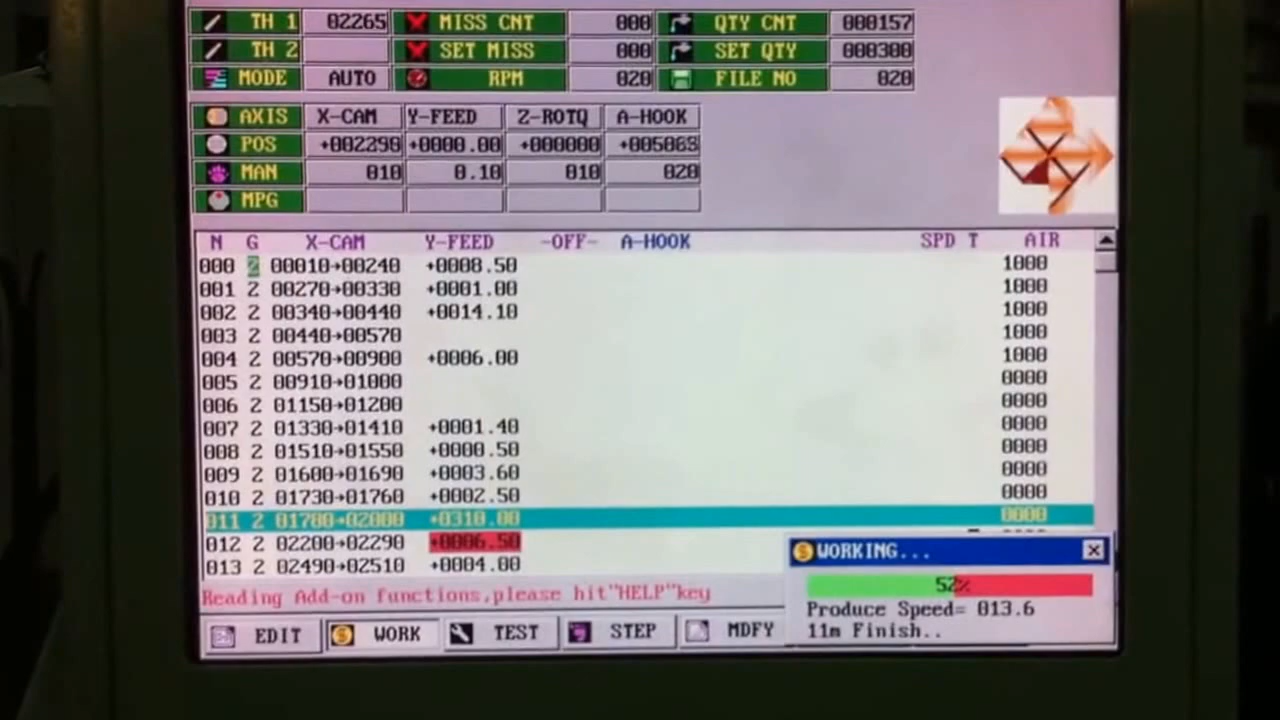 TH 1 02265 MISS CNT 000 QTY CNT 000157
TH 2 SET MISS 000 SET QTY 000300
MODE AUTO RPM 020 FILE NO 020
AXIS X-CAM Y-FEED Z-ROTQ A-HOOK
POS +002290 +0000.00 +000000
MAN 010 0.10 010 020
MPG
N G X-CAM Y-FEED -OFF- A-HOOK SPD T AIR
000 2 00010→00240 +0008.50 1000
001 2 00270→00330 +0001.00 1000
002 2 00340→00440 +0014.10 1000
003 2 00440→00570 1000
004 2 00570→00900 +0006.00 1000
005 2 00910→01000 0000
006 2 01150→01200 0000
007 2 01330→01410 +0001.40 0000
008 2 01510→01550 +0000.50 0000
009 2 01600→01690 +0003.60 0000
010 2 01730→01760 +0002.50 0000
011 2 01780→02000 +0310.00 0000
012 2 02200→02290 +0006.50
013 2 02490→02510 +0004.00
WORKING...
52%
Produce Speed= 013.6
11m Finish..
Reading Add-on functions,please hit"HELP"key
EDIT WORK TEST STEP MDFY